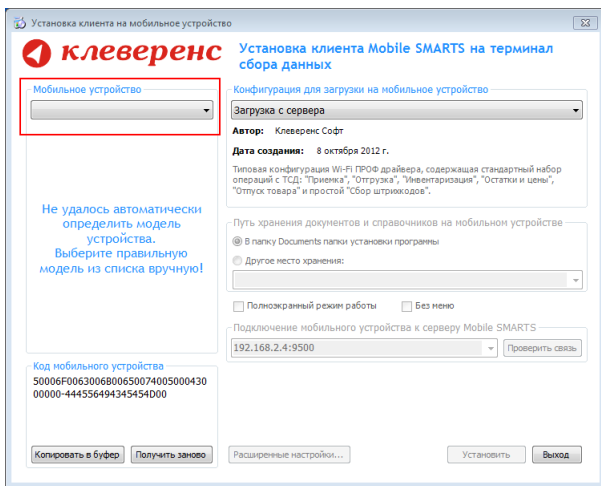 Установка клиента на мобильное устройство
клеверенс
Установка клиента Mobile SMARTS на терминал
сбора данных
Мобильное устройство
Не удалось автоматически
определить модель
устройства.
Выберите правильную
модель из списка вручную!
Код мобильного устройства
50006F0063006B00650074005000430
00000-444556494345454D00
Копировать в буфер
Получить заново
Конфигурация для загрузки на мобильное устройство
Загрузка с сервера
Автор: Клеверенс Софт
Дата создания: 8 октября 2012 г.
Типовая конфигурация Wi-Fi ПРОФ драйвера, содержащая стандартный набор
операций с ТСД: "Приемка", "Отгрузка", "Инвентаризация", "Остатки и цены",
"Отпуск товара" и простой "Сбор штрихкодов".
Путь хранения документов и справочников на мобильном устройстве
В папку Documents папки установки программы
Другое место хранения:
Полноэкранный режим работы
Без меню
Подключение мобильного устройства к серверу Mobile SMARTS
192.168.2.4:9500
Проверить связь
Расширенные настройки...
Установить
Выход